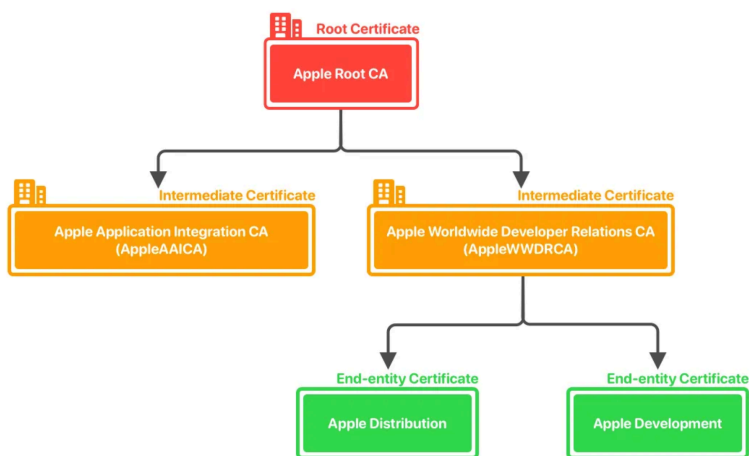 Root Certificate
Apple Root CA
Intermediate Certificate
Apple Application Integration CA
(AppleAAICA)
Intermediate Certificate
Apple Worldwide Developer Relations CA
(AppleWWDRCA)
End-entity Certificate
Apple Distribution
End-entity Certificate
Apple Development